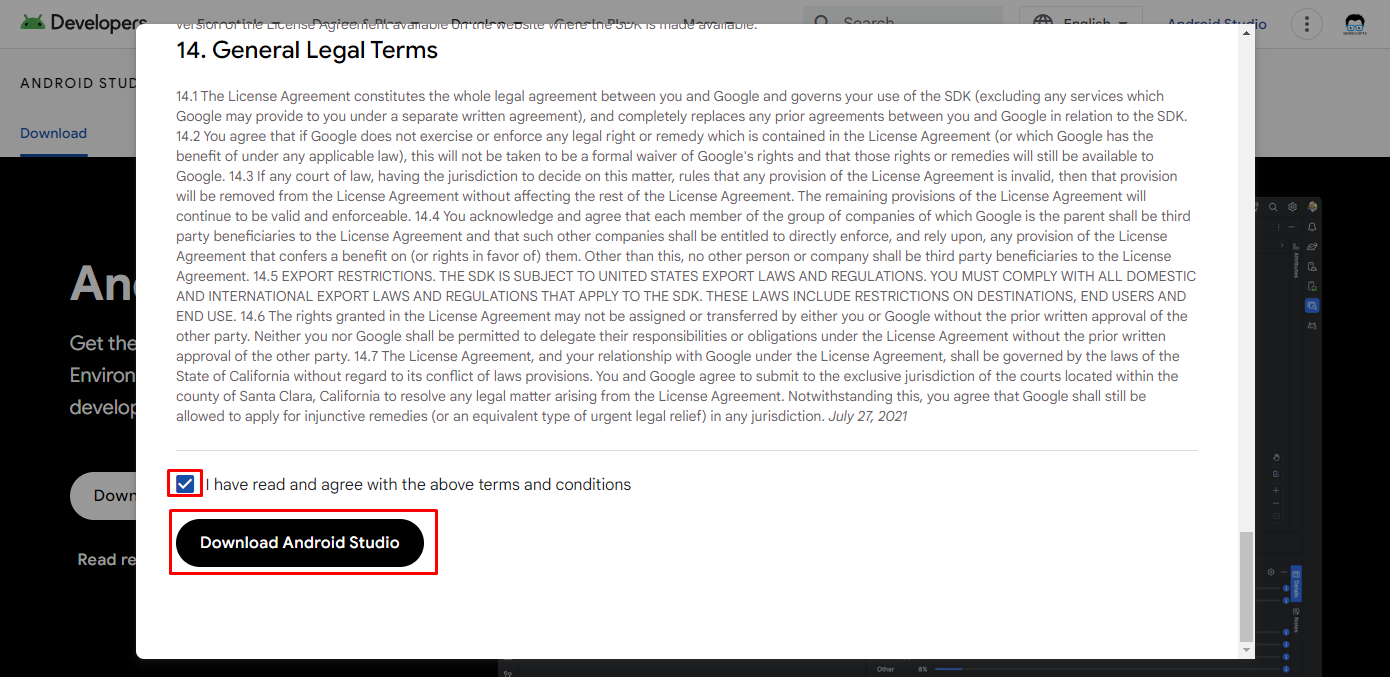 Developers
Essentials
Design & Plan
Develop
Google Play
More
Search
English
Android Studio
version of the License Agreement available on the website where the SDK is made available.
ANDROID STUD
Download
14. General Legal Terms
14.1 The License Agreement constitutes the whole legal agreement between you and Google and governs your use of the SDK (excluding any services which
Google may provide to you under a separate written agreement), and completely replaces any prior agreements between you and Google in relation to the SDK.
14.2 You agree that if Google does not exercise or enforce any legal right or remedy which is contained in the License Agreement (or which Google has the
benefit of under any applicable law), this will not be taken to be a formal waiver of Google's rights and that those rights or remedies will still be available to
Google. 14.3 If any court of law, having the jurisdiction to decide on this matter, rules that any provision of the License Agreement is invalid, then that provision
will be removed from the License Agreement without affecting the rest of the License Agreement. The remaining provisions of the License Agreement will
continue to be valid and enforceable. 14.4 You acknowledge and agree that each member of the group of companies of which Google is the parent shall be third
party beneficiaries to the License Agreement and that such other companies shall be entitled to directly enforce, and rely upon, any provision of the License
Agreement that confers a benefit on (or rights in favor of) them. Other than this, no other person or company shall be third party beneficiaries to the License
Agreement. 14.5 EXPORT RESTRICTIONS. THE SDK IS SUBJECT TO UNITED STATES EXPORT LAWS AND REGULATIONS. YOU MUST COMPLY WITH ALL DOMESTIC
AND INTERNATIONAL EXPORT LAWS AND REGULATIONS THAT APPLY TO THE SDK. THESE LAWS INCLUDE RESTRICTIONS ON DESTINATIONS, END USERS AND
END USE. 14.6 The rights granted in the License Agreement may not be assigned or transferred by either you or Google without the prior written approval of the
other party. Neither you nor Google shall be permitted to delegate their responsibilities or obligations under the License Agreement without the prior written
approval of the other party. 14.7 The License Agreement, and your relationship with Google under the License Agreement, shall be governed by the laws of the
State of California without regard to its conflict of laws provisions. You and Google agree to submit to the exclusive jurisdiction of the courts located within the
county of Santa Clara, California to resolve any legal matter arising from the License Agreement. Notwithstanding this, you agree that Google shall still be
allowed to apply for injunctive remedies (or an equivalent type of urgent legal relief) in any jurisdiction. July 27, 2021
I have read and agree with the above terms and conditions
Download Android Studio
An
Get the
Environ
develop
Down
Read re
Attributes
Details
Notes
Other 8%